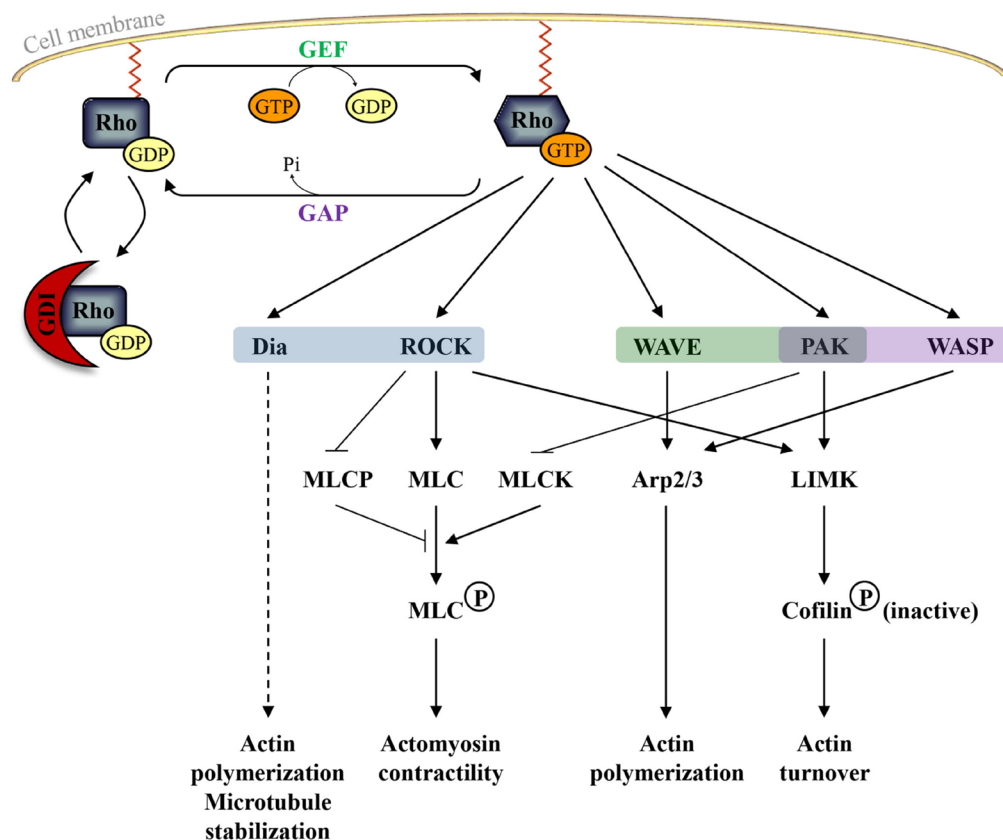 Cell membrane
GEF
GTP
GDP
Rho
GDP
Rho
GTP
Pi
GAP
GDI
Rho
GDP
Dia
ROCK
WAVE
PAK
WASP
MLCP
MLC
MLCK
Arp2/3
LIMK
MLC P
Cofilin P (inactive)
Actin
polymerization
Microtubule
stabilization
Actomyosin
contractility
Actin
polymerization
Actin
turnover